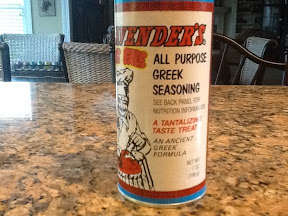 VENDER'S.
ALL PURPOSE
GREEK
SEASONING
SEE BACK PANEL FOR
NUTRITION INFORMATION
A TANTALIZING
TASTE TREAT
AN ANCIENT
GREEK
FORMULA
NET WT.